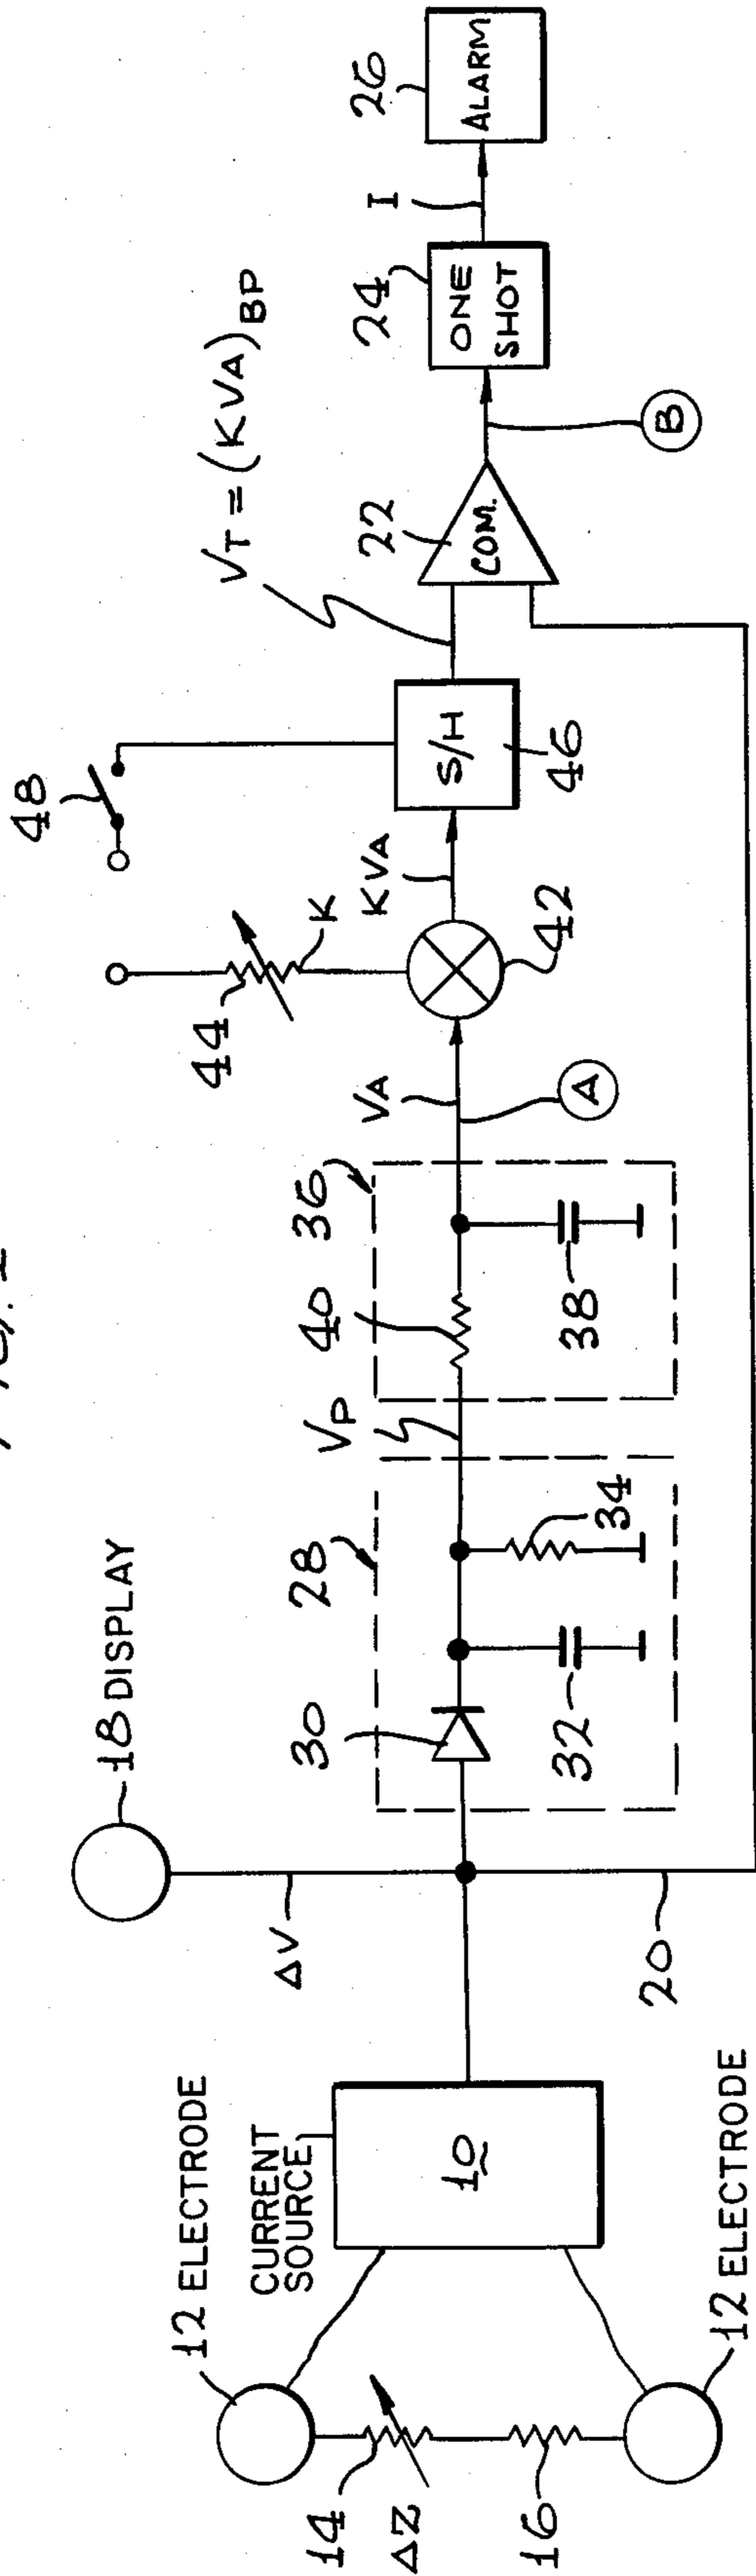 FIG. 1
12 ELECTRODE
14
ΔZ
16
12 ELECTRODE
CURRENT
SOURCE
10
18 DISPLAY
ΔV
20
28
30
32
34
VP
36
40
38
VA
A
44
K
42
KVA
48
S/H
46
VT = (KVA)BP
22
COM.
B
24
ONE
SHOT
I
26
ALARM